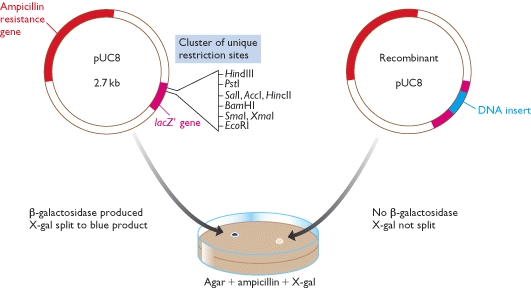 Ampicillin
resistance
gene
pUC8
2.7 kb
Cluster of unique
restriction sites
HindIII
PstI
SalI, AccI, HincII
BamHI
SmaI, XmaI
EcoRI
lacZ' gene
Recombinant
pUC8
DNA insert
β-galactosidase produced
X-gal split to blue product
No β-galactosidase
X-gal not split
Agar + ampicillin + X-gal